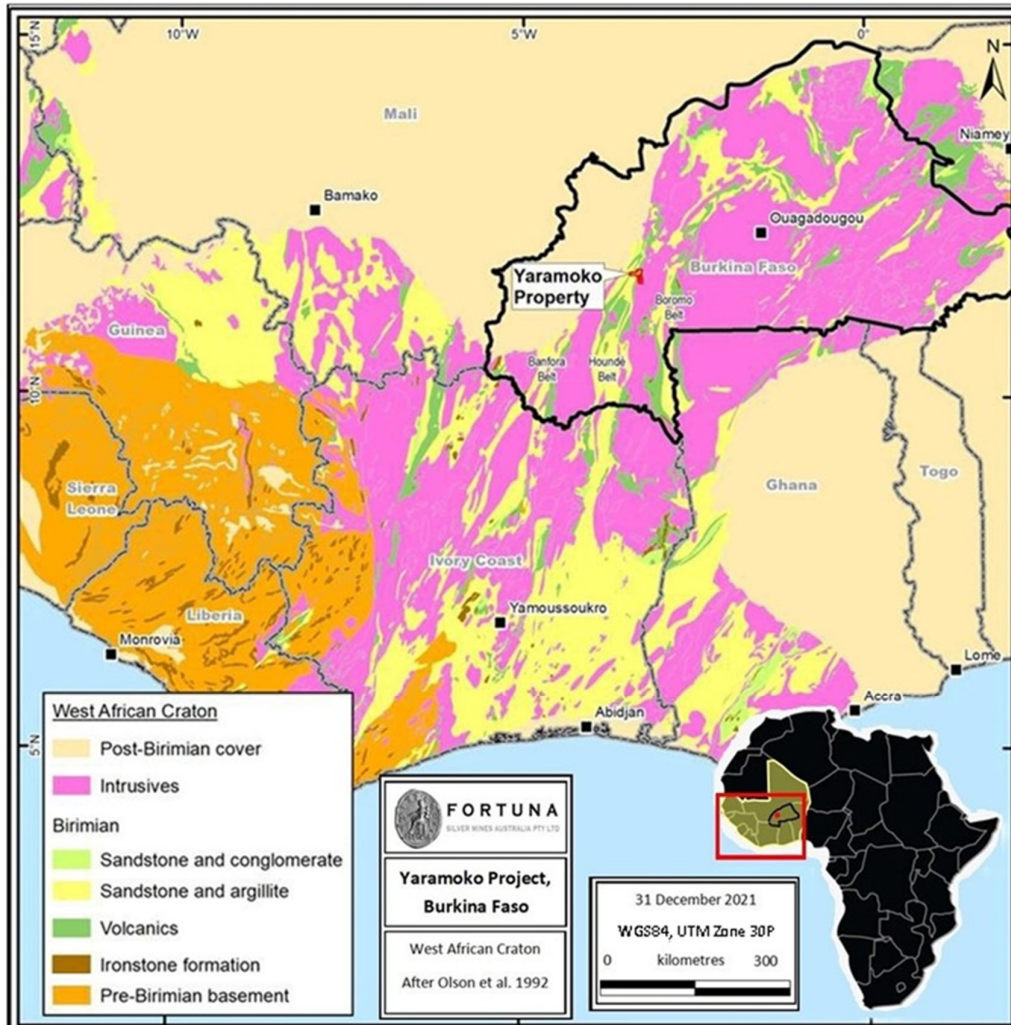 15°N
10°W
5°W
0°
N
Mali
Niamey
Bamako
Ouagadougou
Burkina Faso
Yaramoko
Property
Boromo
Belt
Guinea
Banfora
Belt
Houndé
Belt
10°N
Sierra
Leone
Ghana
Togo
Ivory Coast
Liberia
Yamoussoukro
Monrovia
Lome
Accra
Abidjan
5°N
West African Craton
Post-Birimian cover
Intrusives
Birimian
Sandstone and conglomerate
Sandstone and argillite
Volcanics
Ironstone formation
Pre-Birimian basement
FORTUNA
SILVER MINES AUSTRALIA PTY LTD
Yaramoko Project,
Burkina Faso
West African Craton
After Olson et al. 1992
31 December 2021
WGS84, UTM Zone 30P
0 kilometres 300